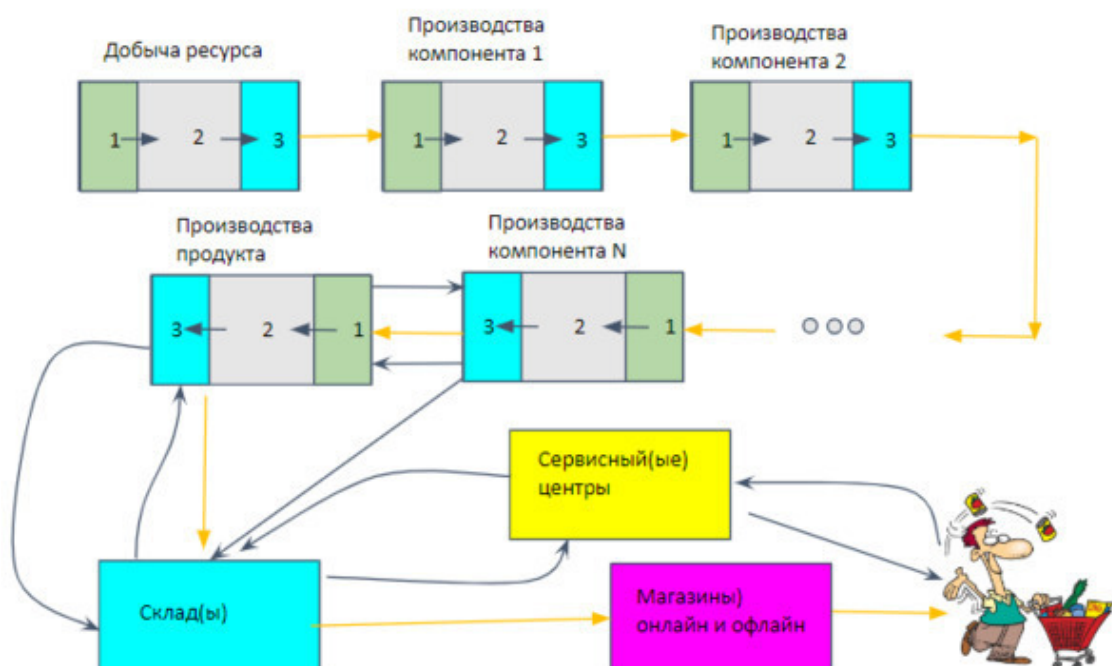 Добыча ресурса
Производства
компонента 1
Производства
компонента 2
1
2
3
1
2
3
1
2
3
Производства
продукта
Производства
компонента N
3
2
1
3
2
1
Сервисный(ые)
центры
Склад(ы)
Магазины)
онлайн и офлайн